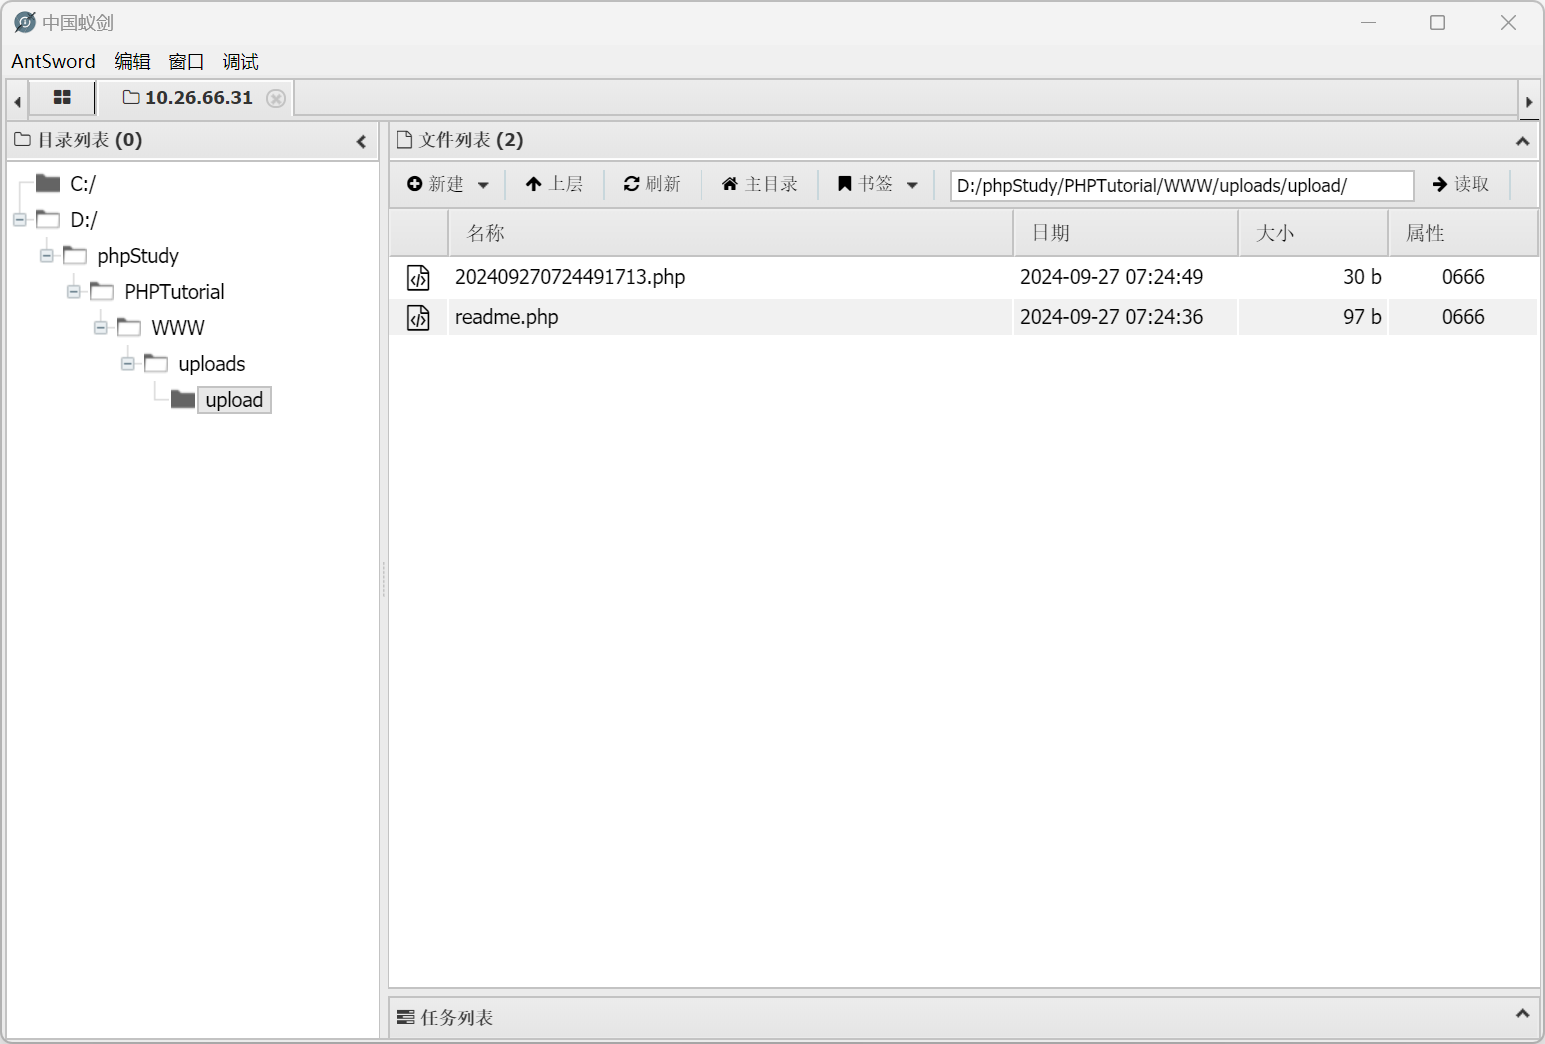 中国蚁剑
AntSword 编辑 窗口 调试
10.26.66.31
目录列表 (0)
文件列表 (2)
新建 上层 刷新 主目录 书签 D:/phpStudy/PHPTutorial/WWW/uploads/upload/ 读取
C:/
D:/
phpStudy
PHPTutorial
WWW
uploads
upload
名称 日期 大小 属性
202409270724491713.php 2024-09-27 07:24:49 30 b 0666
readme.php 2024-09-27 07:24:36 97 b 0666
任务列表